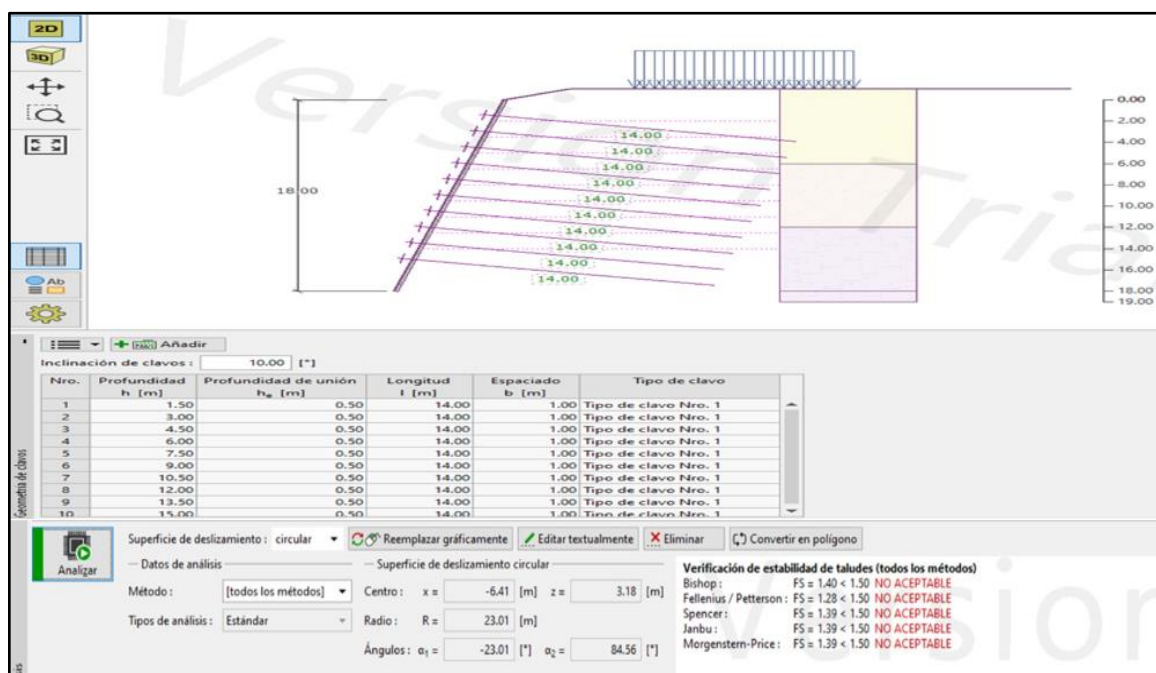 2D
3D
Version Trial
0.00
2.00
4.00
6.00
8.00
10.00
12.00
14.00
16.00
18.00
19.00
18.00
14.00
14.00
14.00
14.00
14.00
14.00
14.00
14.00
14.00
14.00
Ab
Geometría de clavos
Añadir
Inclinación de clavos : 10.00 [°]
Nro. Profundidad Profundidad de unión Longitud Espaciado Tipo de clavo
h [m] hₑ [m] l [m] b [m]
1 1.50 0.50 14.00 1.00 Tipo de clavo Nro. 1
2 3.00 0.50 14.00 1.00 Tipo de clavo Nro. 1
3 4.50 0.50 14.00 1.00 Tipo de clavo Nro. 1
4 6.00 0.50 14.00 1.00 Tipo de clavo Nro. 1
5 7.50 0.50 14.00 1.00 Tipo de clavo Nro. 1
6 9.00 0.50 14.00 1.00 Tipo de clavo Nro. 1
7 10.50 0.50 14.00 1.00 Tipo de clavo Nro. 1
8 12.00 0.50 14.00 1.00 Tipo de clavo Nro. 1
9 13.50 0.50 14.00 1.00 Tipo de clavo Nro. 1
10 15.00 0.50 14.00 1.00 Tipo de clavo Nro. 1
Analizar
Superficie de deslizamiento : circular Reemplazar gráficamente Editar textualmente Eliminar Convertir en polígono
Datos de análisis
Método : [todos los métodos]
Tipos de análisis : Estándar
Superficie de deslizamiento circular
Centro : x = -6.41 [m] z = 3.18 [m]
Radio : R = 23.01 [m]
Ángulos : α₁ = -23.01 [°] α₂ = 84.56 [°]
Verificación de estabilidad de taludes (todos los métodos)
Bishop : FS = 1.40 < 1.50 NO ACEPTABLE
Fellenius / Petterson : FS = 1.28 < 1.50 NO ACEPTABLE
Spencer : FS = 1.39 < 1.50 NO ACEPTABLE
Janbu : FS = 1.39 < 1.50 NO ACEPTABLE
Morgenstern-Price : FS = 1.39 < 1.50 NO ACEPTABLE
Version